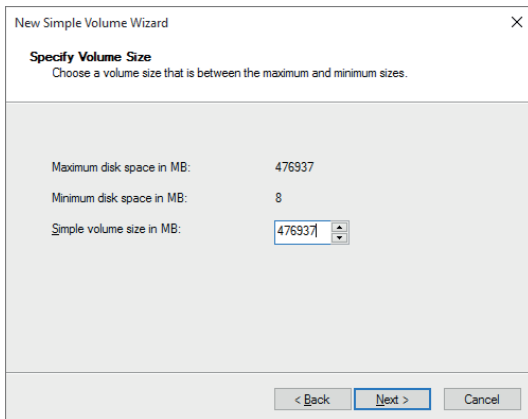 New Simple Volume Wizard
Specify Volume Size
Choose a volume size that is between the maximum and minimum sizes.
Maximum disk space in MB: 476937
Minimum disk space in MB: 8
Simple volume size in MB: 476937
< Back Next > Cancel